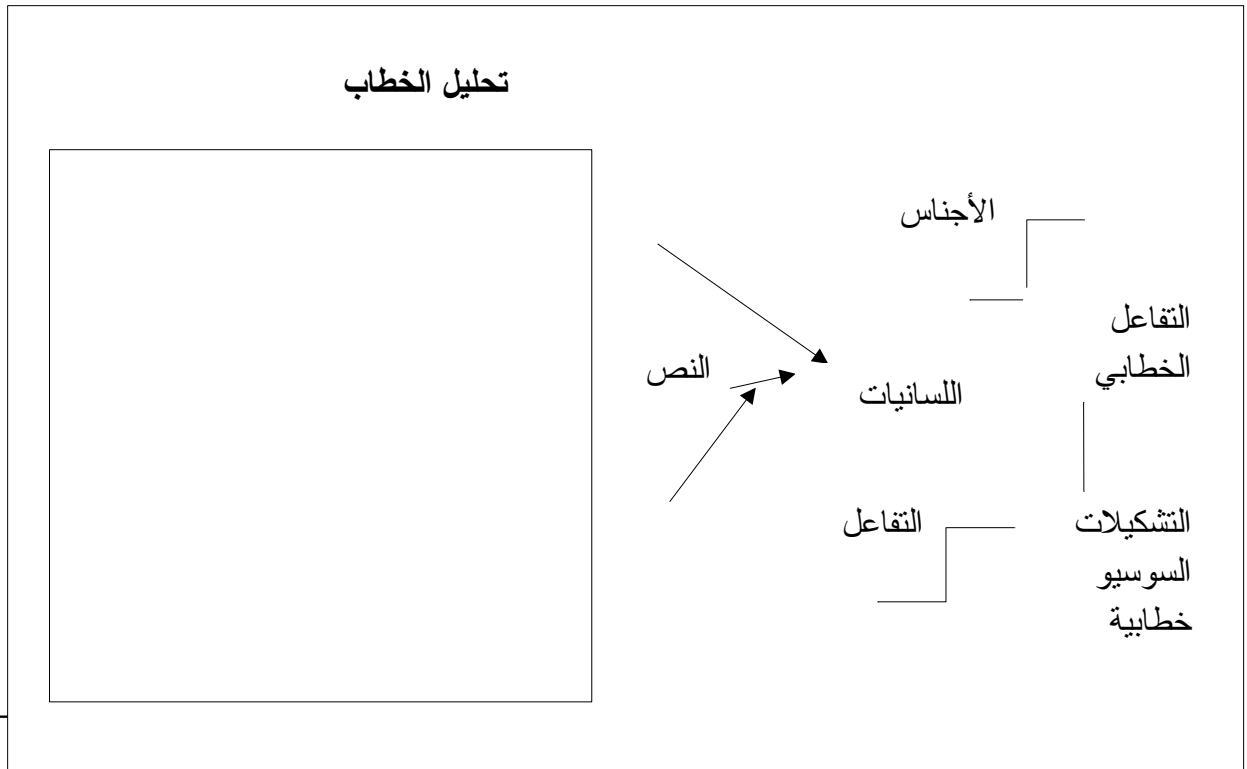 تحليل الخطاب
الأجناس
التفاعل
الخطابي
النص
اللسانيات
التفاعل
التشكيلات
السوسيو
خطابية